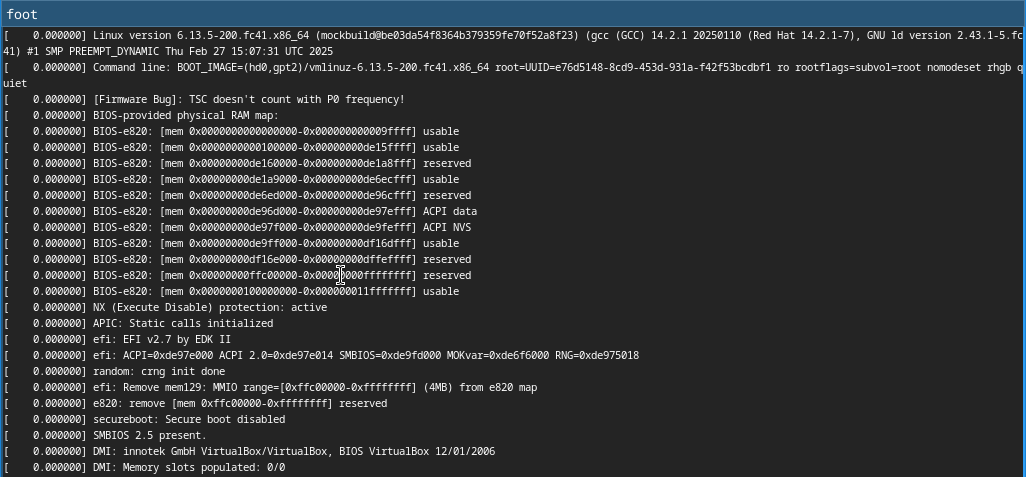 foot
[    0.000000] Linux version 6.13.5-200.fc41.x86_64 (mockbuild@be03da54f8364b379359fe70f52a8f23) (gcc (GCC) 14.2.1 20250110 (Red Hat 14.2.1-7), GNU ld version 2.43.1-5.fc
41) #1 SMP PREEMPT_DYNAMIC Thu Feb 27 15:07:31 UTC 2025
[    0.000000] Command line: BOOT_IMAGE=(hd0,gpt2)/vmlinuz-6.13.5-200.fc41.x86_64 root=UUID=e76d5148-8cd9-453d-931a-f42f53bcdbf1 ro rootflags=subvol=root nomodeset rhgb q
uiet
[    0.000000] [Firmware Bug]: TSC doesn't count with P0 frequency!
[    0.000000] BIOS-provided physical RAM map:
[    0.000000] BIOS-e820: [mem 0x0000000000000000-0x000000000009ffff] usable
[    0.000000] BIOS-e820: [mem 0x0000000000100000-0x00000000de15ffff] usable
[    0.000000] BIOS-e820: [mem 0x00000000de160000-0x00000000de1a8fff] reserved
[    0.000000] BIOS-e820: [mem 0x00000000de1a9000-0x00000000de6ecfff] usable
[    0.000000] BIOS-e820: [mem 0x00000000de6ed000-0x00000000de96cfff] reserved
[    0.000000] BIOS-e820: [mem 0x00000000de96d000-0x00000000de97efff] ACPI data
[    0.000000] BIOS-e820: [mem 0x00000000de97f000-0x00000000de9fefff] ACPI NVS
[    0.000000] BIOS-e820: [mem 0x00000000de9ff000-0x00000000df16dfff] usable
[    0.000000] BIOS-e820: [mem 0x00000000df16e000-0x00000000dffeffff] reserved
[    0.000000] BIOS-e820: [mem 0x00000000ffc00000-0x00000000ffffffff] reserved
[    0.000000] BIOS-e820: [mem 0x0000000100000000-0x000000011fffffff] usable
[    0.000000] NX (Execute Disable) protection: active
[    0.000000] APIC: Static calls initialized
[    0.000000] efi: EFI v2.7 by EDK II
[    0.000000] efi: ACPI=0xde97e000 ACPI 2.0=0xde97e014 SMBIOS=0xde9fd000 MOKvar=0xde6f6000 RNG=0xde975018
[    0.000000] random: crng init done
[    0.000000] efi: Remove mem129: MMIO range=[0xffc00000-0xffffffff] (4MB) from e820 map
[    0.000000] e820: remove [mem 0xffc00000-0xffffffff] reserved
[    0.000000] secureboot: Secure boot disabled
[    0.000000] SMBIOS 2.5 present.
[    0.000000] DMI: innotek GmbH VirtualBox/VirtualBox, BIOS VirtualBox 12/01/2006
[    0.000000] DMI: Memory slots populated: 0/0